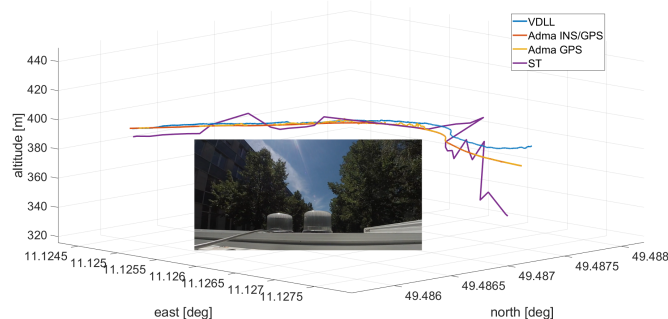 VDLL
Adma INS/GPS
Adma GPS
ST
altitude [m]
440
420
400
380
360
340
320
11.1245
11.125
11.1255
11.126
11.1265
11.127
11.1275
east [deg]
49.486
49.4865
49.487
49.4875
49.488
north [deg]